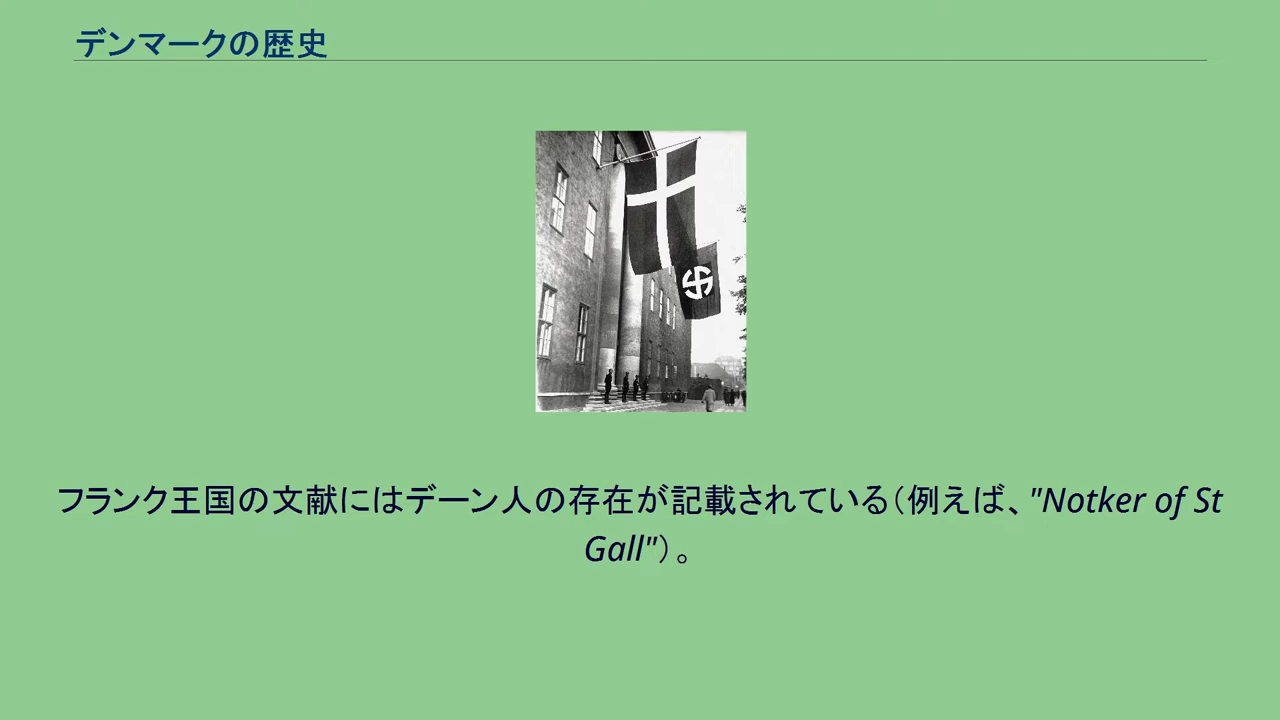 デンマークの歴史
フランク王国の文献にはデーン人の存在が記載されている（例えば、"Notker of St
Gall"）。